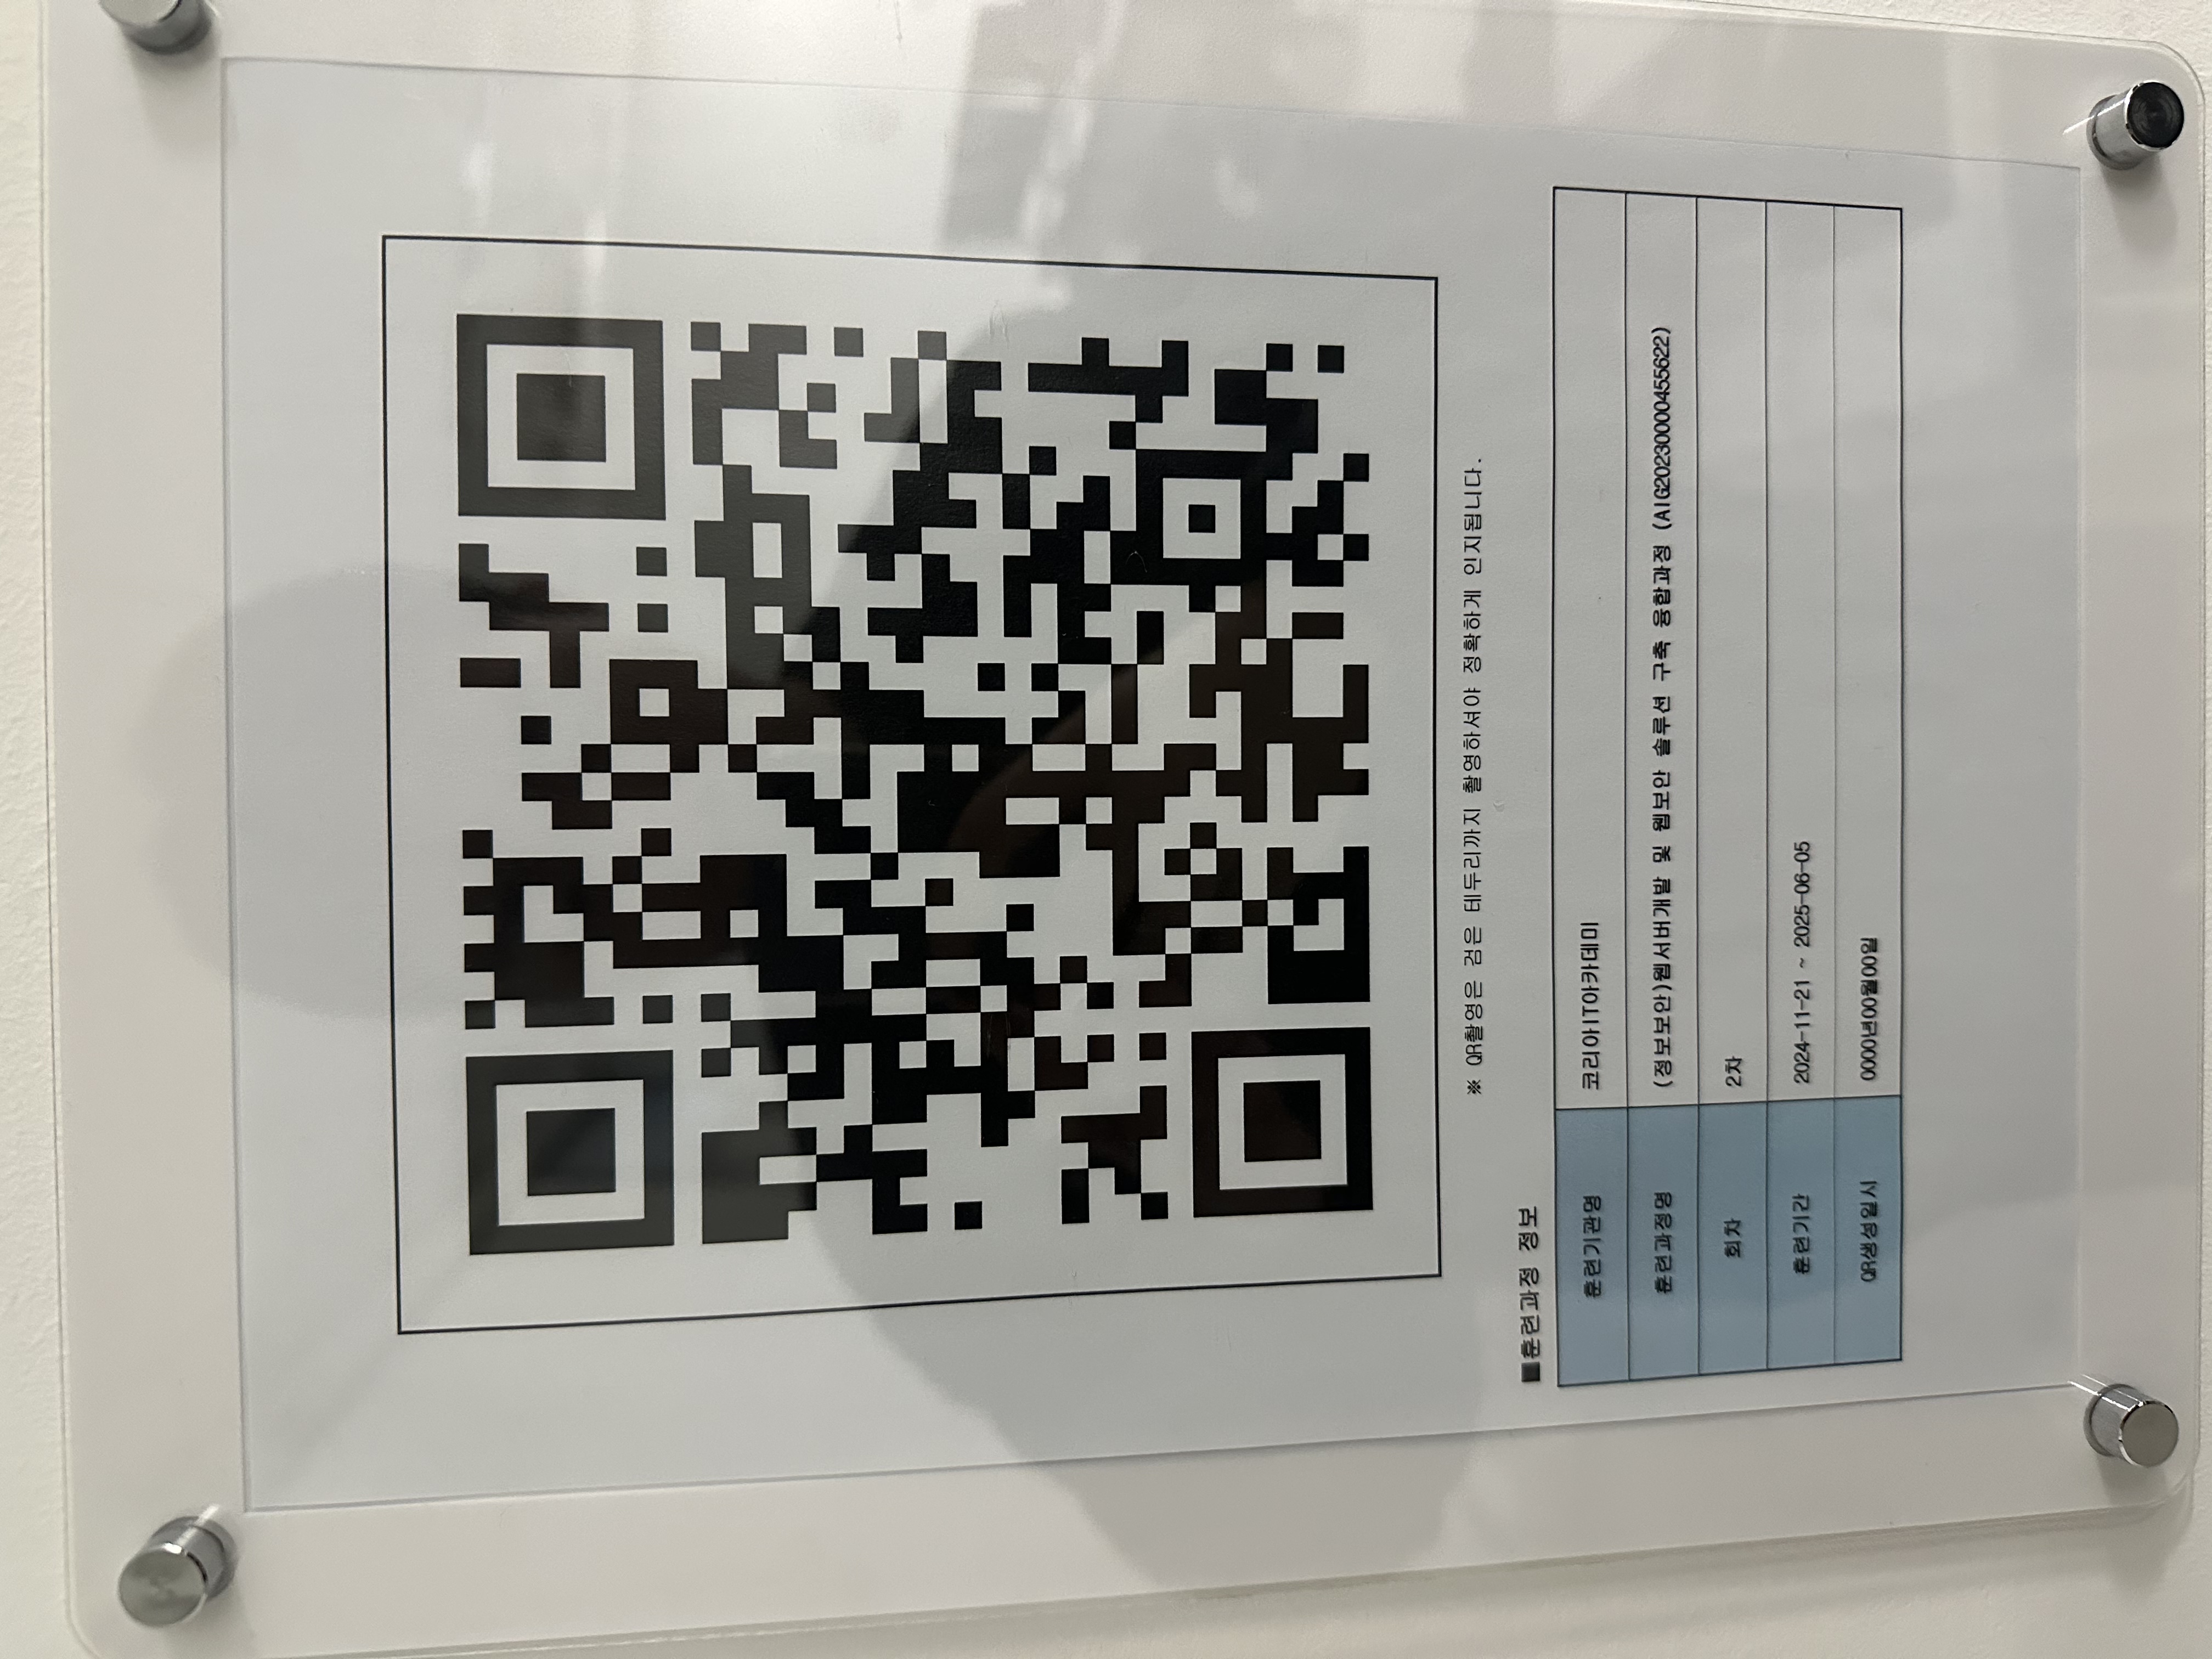 ※ QR촬영은 검은 테두리까지 촬영하셔야 정확하게 인지됩니다.
■훈련과정 정보
훈련기관명 코리아IT아카데미
훈련과정명 (정보보안)웹서버개발 및 웹보안 솔루션 구축 융합과정 (AIG20230000455622)
회차 2차
훈련기간 2024-11-21 ~ 2025-06-05
QR생성일시 0000년00월00일